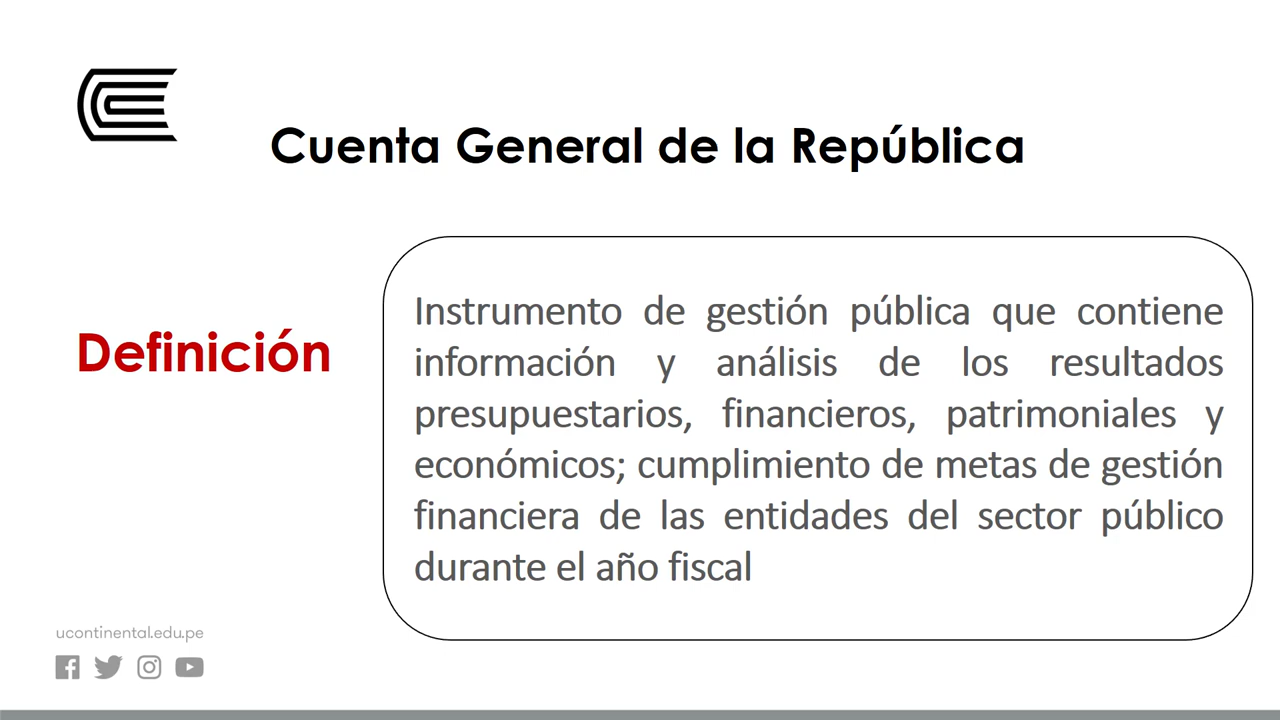 Cuenta General de la República
Definición
Instrumento de gestión pública que contiene
información y análisis de los resultados
presupuestarios, financieros, patrimoniales y
económicos; cumplimiento de metas de gestión
financiera de las entidades del sector público
durante el año fiscal
ucontinental.edu.pe